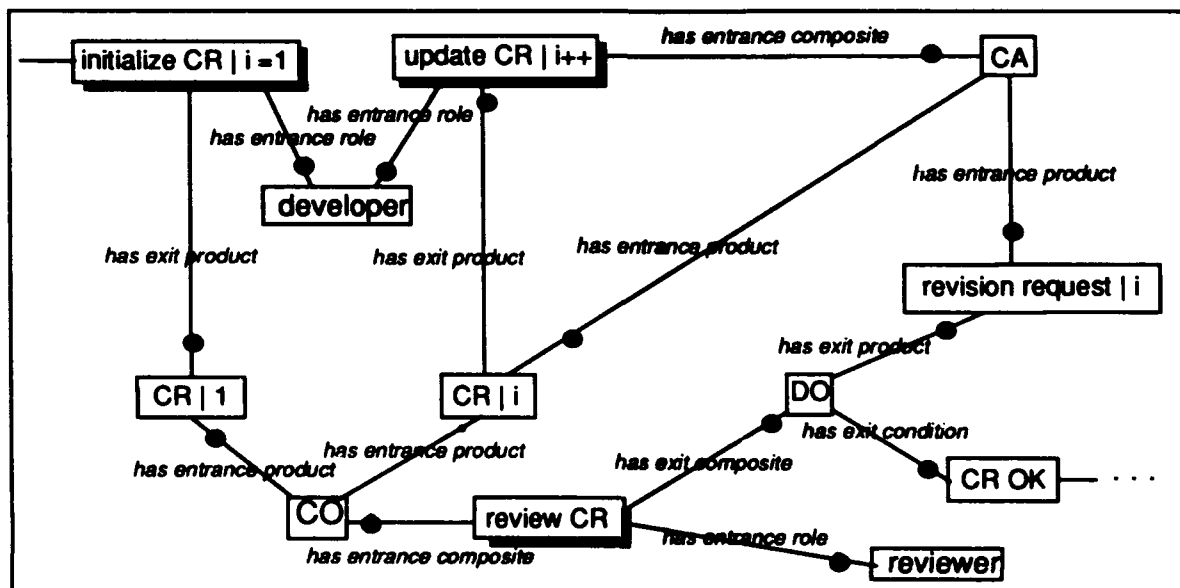 has entrance composite
initialize CR | i =1
update CR | i++
CA
has entrance role
has entrance role
has entrance product
developer
has exit product
has exit product
has entrance product
revision request | i
has exit product
CR | 1
CR | i
DO
has exit condition
has entrance product
has entrance product
has exit composite
CR OK
. . .
CO
review CR
has entrance role
has entrance composite
reviewer